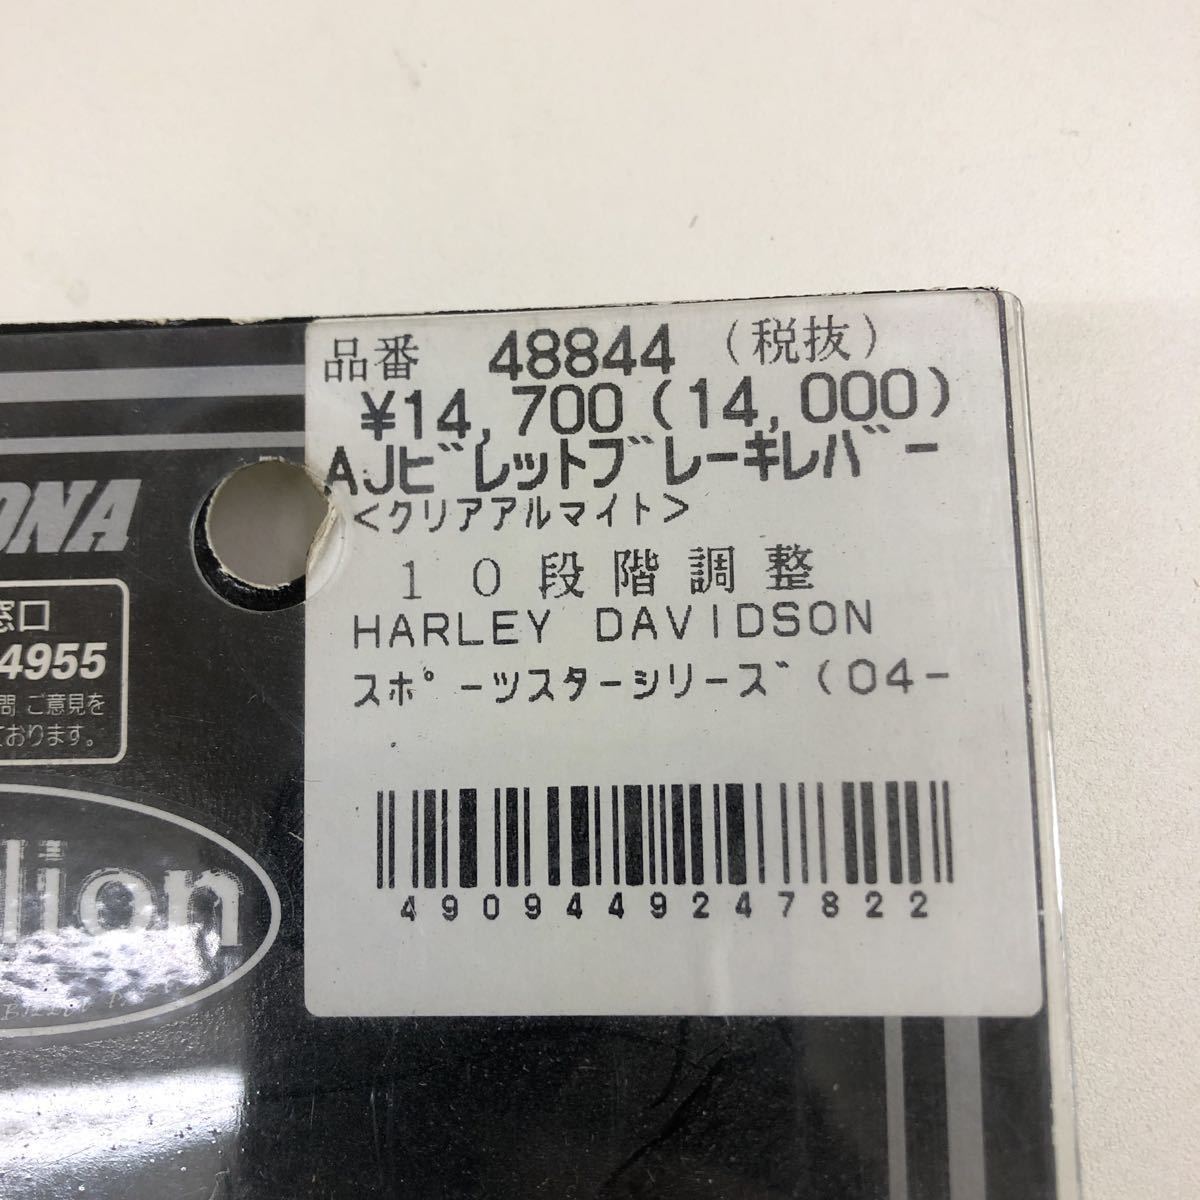 品番 48844 (税抜)
¥14,700(14,000)
AJビレットブレーキレバー
<クリアアルマイト>
10段階調整
HARLEY DAVIDSON
スポーツスターシリーズ(04-
4909449247822
ONA
窓口
4955
問 ご意見を
ております。
lion